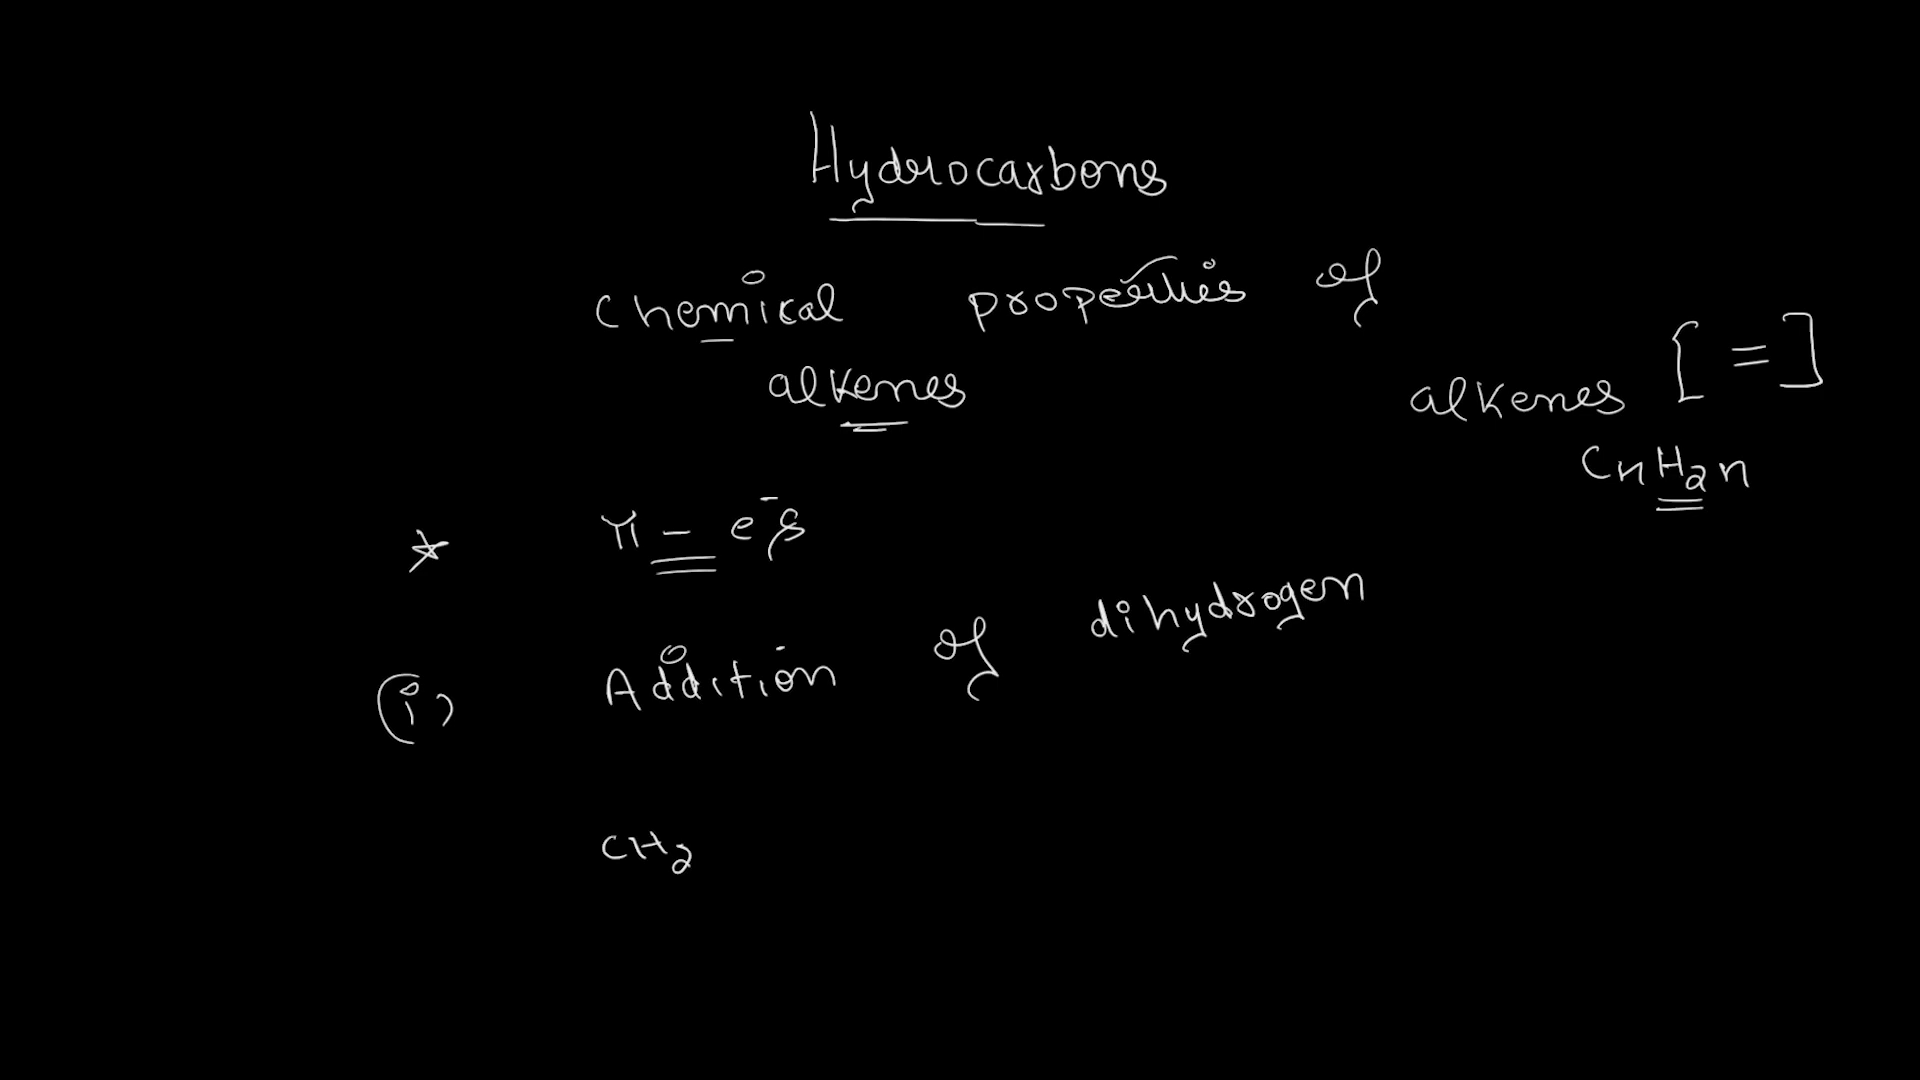 Hydrocarbons
Chemical properties of
alkenes
alkenes [ = ]
CnH2n
* π - e⁻s
(i) Addition of dihydrogen
CH2